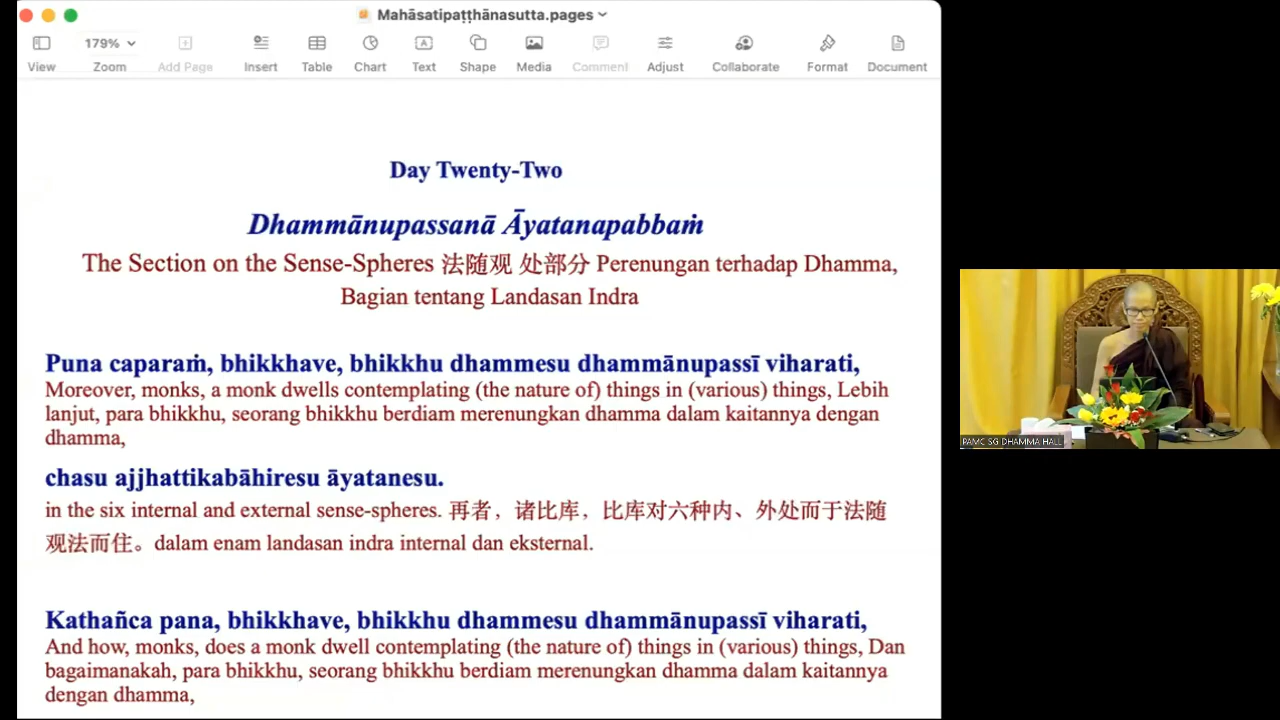 Mahāsatipaṭṭhānasutta.pages
179%
View Zoom Add Page Insert Table Chart Text Shape Media Comment Adjust Collaborate Format Document
Day Twenty-Two
Dhammānupassanā Āyatanapabbaṁ
The Section on the Sense-Spheres 法随观 处部分 Perenungan terhadap Dhamma,
Bagian tentang Landasan Indra
Puna caparaṁ, bhikkhave, bhikkhu dhammesu dhammānupassī viharati,
Moreover, monks, a monk dwells contemplating (the nature of) things in (various) things, Lebih
lanjut, para bhikkhu, seorang bhikkhu berdiam merenungkan dhamma dalam kaitannya dengan
dhamma,
chasu ajjhattikabāhiresu āyatanesu.
in the six internal and external sense-spheres. 再者，诸比库，比库对六种内、外处而于法随
观法而住。dalam enam landasan indra internal dan eksternal.
Kathañca pana, bhikkhave, bhikkhu dhammesu dhammānupassī viharati,
And how, monks, does a monk dwell contemplating (the nature of) things in (various) things, Dan
bagaimanakah, para bhikkhu, seorang bhikkhu berdiam merenungkan dhamma dalam kaitannya
dengan dhamma,
PAMC SG DHAMMA HALL